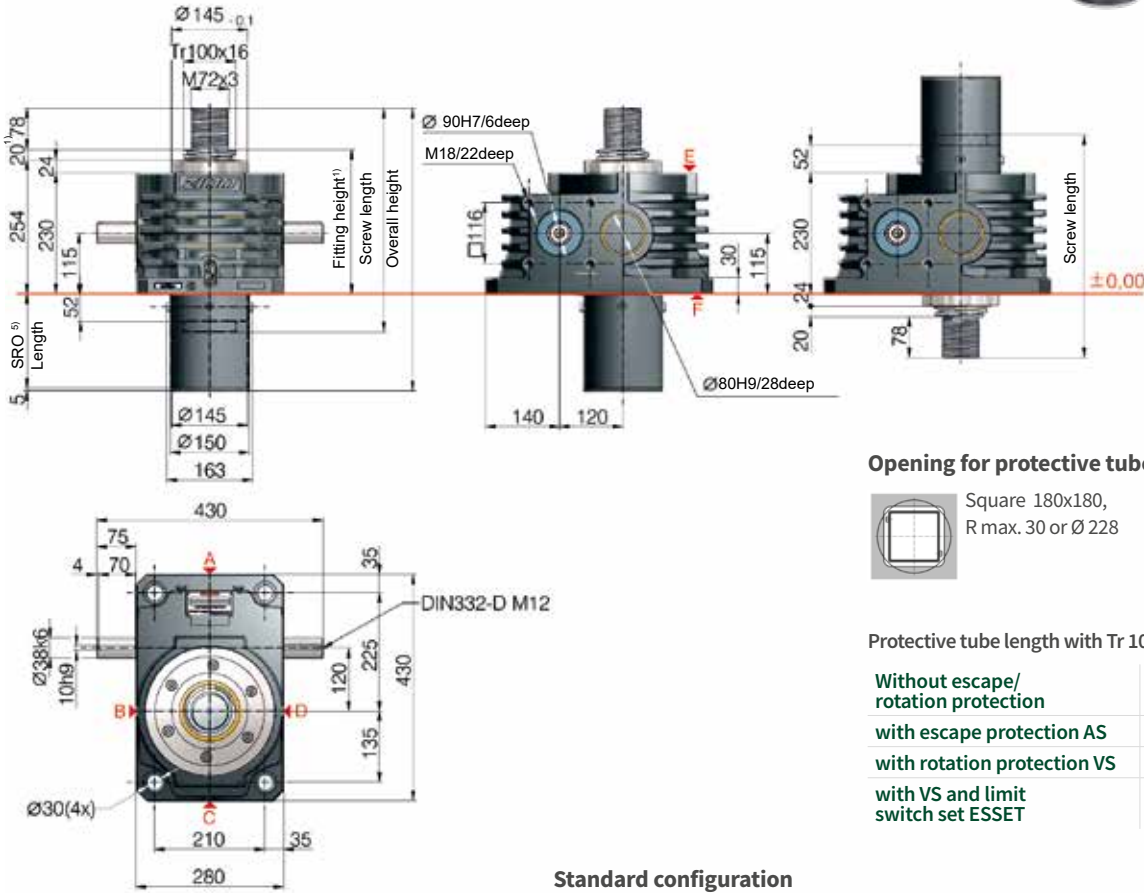 Ø 145 -0.1
Tr100x16
M72x3
78
20¹⁾
24
254
230
115
52
SRO ⁵⁾
Length
5
Fitting height¹⁾
Screw length
Overall height
Ø145
Ø150
163
Ø 90H7/6deep
M18/22deep
□116
E
30
115
F
Ø80H9/28deep
140
120
52
230
24
20
78
Screw length
±0,00
Opening for protective tube
Square 180x180,
R max. 30 or Ø 228
430
75
4
70
A
35
DIN332-D M12
Ø38k6
10h9
120
225
430
B
D
135
Ø30(4x)
C
210
35
280
Protective tube length with Tr 10
Without escape/
rotation protection
with escape protection AS
with rotation protection VS
with VS and limit
switch set ESSET
Standard configuration